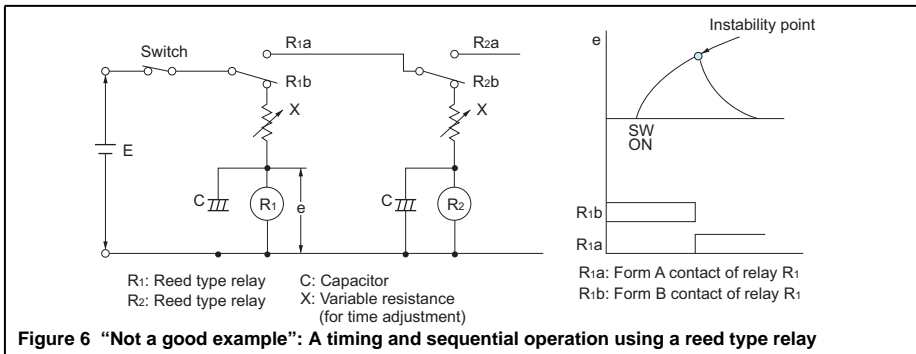 Switch
R1a
R2a
R1b
R2b
X
X
E
C
R1
e
C
R2
R1: Reed type relay
R2: Reed type relay
C: Capacitor
X: Variable resistance
(for time adjustment)
Instability point
e
SW
ON
R1b
R1a
R1a: Form A contact of relay R1
R1b: Form B contact of relay R1
Figure 6 “Not a good example”: A timing and sequential operation using a reed type relay